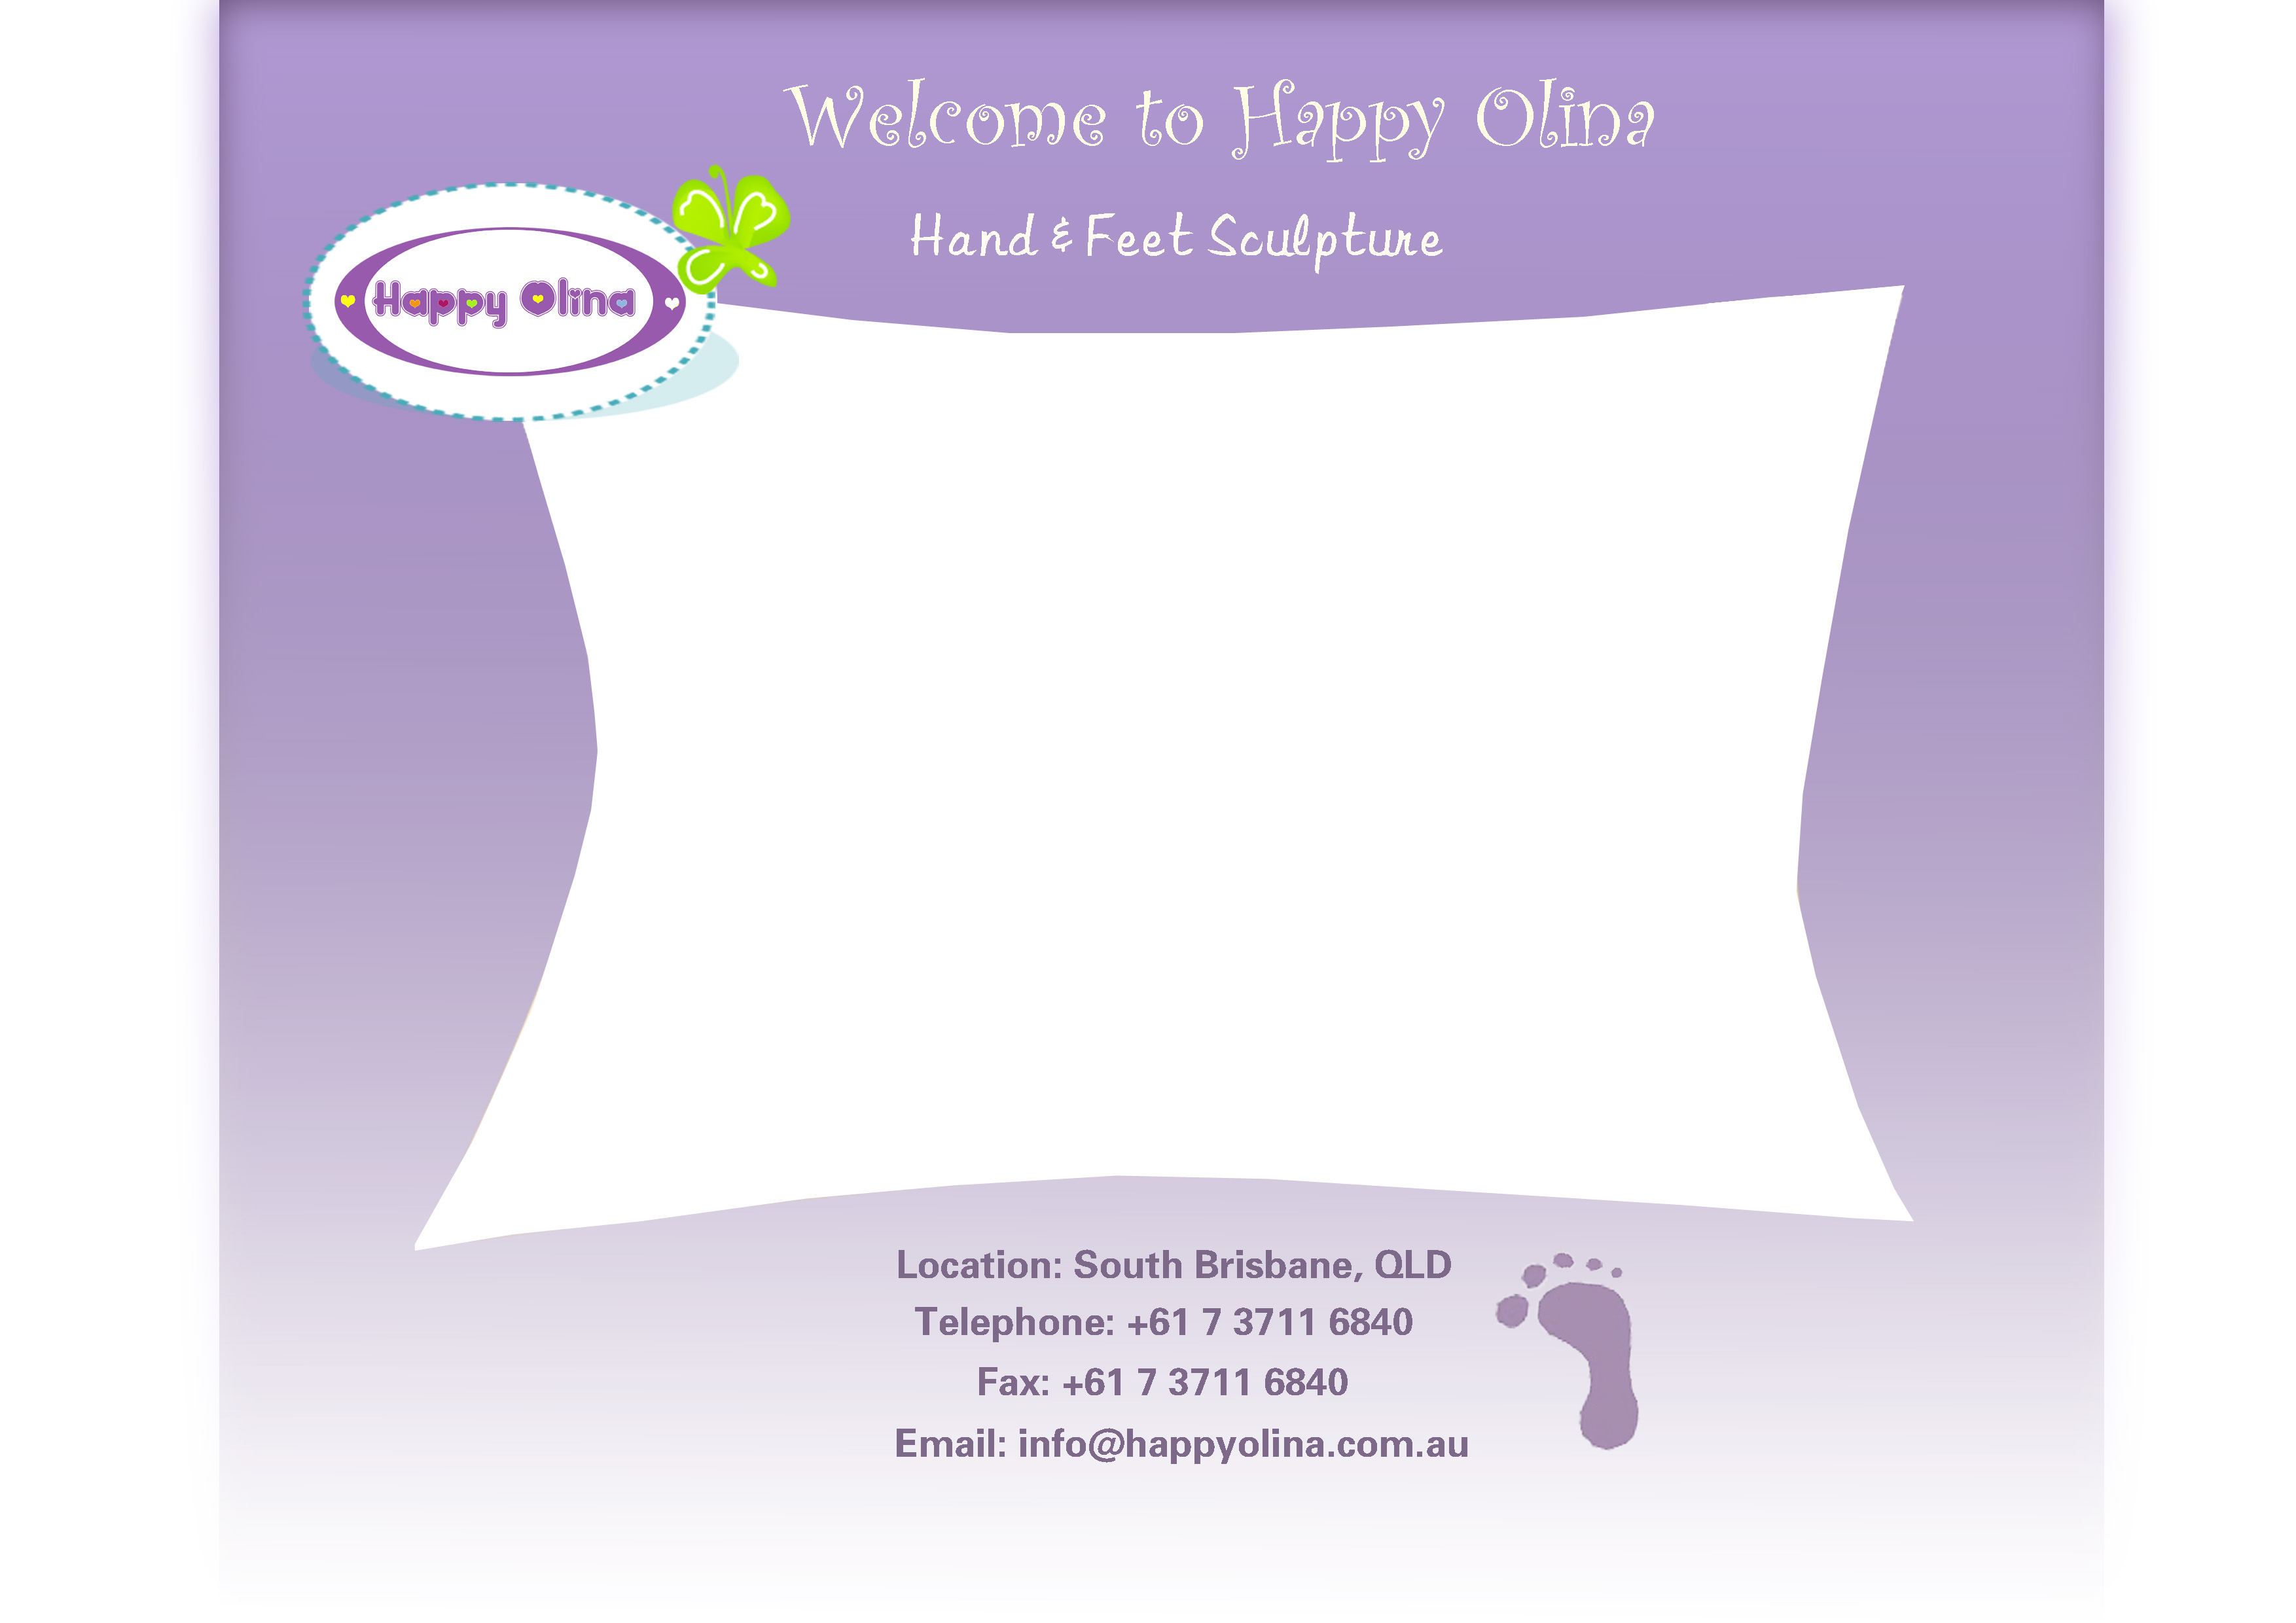 Welcome to Happy Olina
Hand & Feet Sculpture
Happy Olina
Location: South Brisbane, QLD
Telephone: +61 7 3711 6840
Fax: +61 7 3711 6840
Email: info@happyolina.com.au